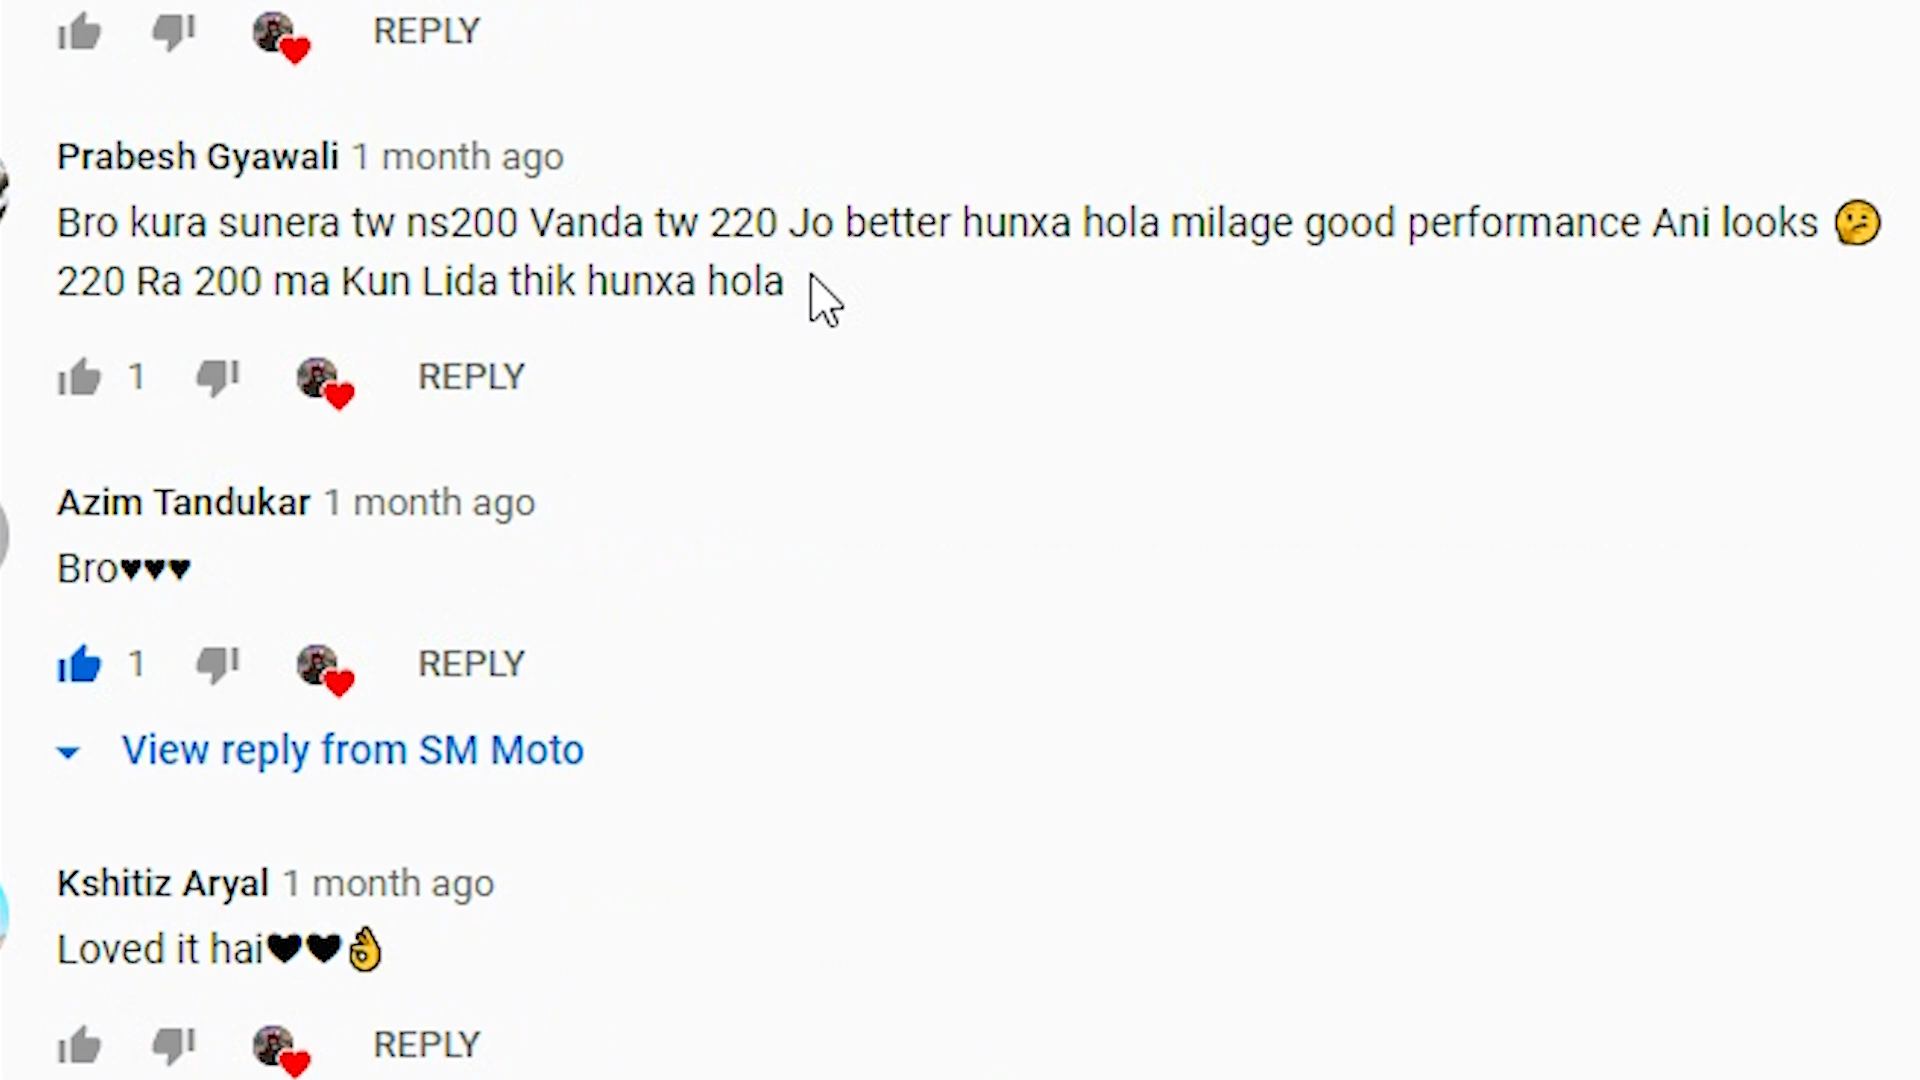 REPLY
Prabesh Gyawali 1 month ago
Bro kura sunera tw ns200 Vanda tw 220 Jo better hunxa hola milage good performance Ani looks 🤔
220 Ra 200 ma Kun Lida thik hunxa hola
1 REPLY
Azim Tandukar 1 month ago
Bro♥♥♥
1 REPLY
View reply from SM Moto
Kshitiz Aryal 1 month ago
Loved it hai🖤🖤👌
REPLY